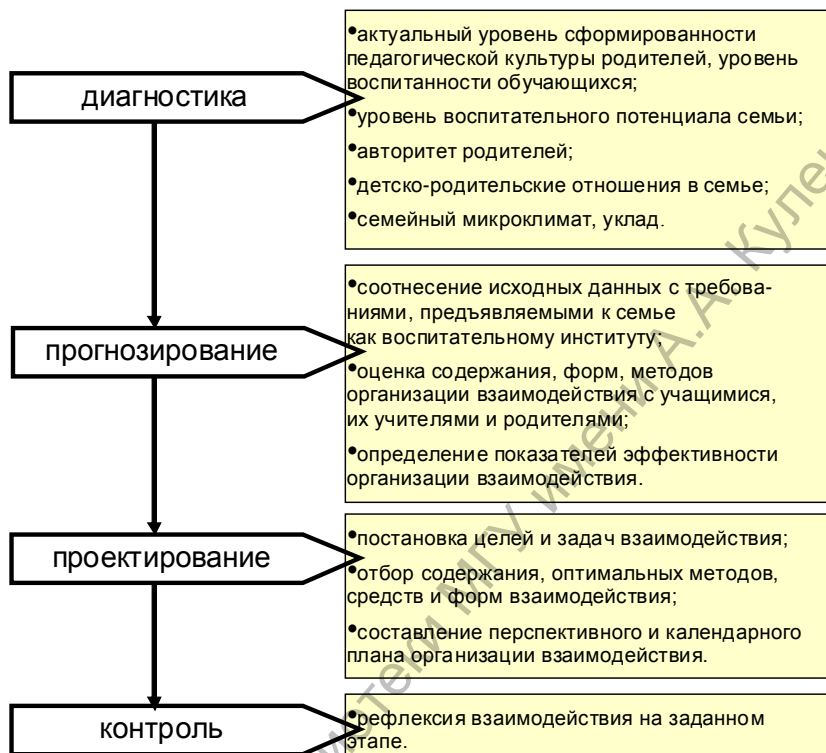 диагностика
•актуальный уровень сформированности
педагогической культуры родителей, уровень
воспитанности обучающихся;
•уровень воспитательного потенциала семьи;
•авторитет родителей;
•детско-родительские отношения в семье;
•семейный микроклимат, уклад.
прогнозирование
•соотнесение исходных данных с требова-
ниями, предъявляемыми к семье
как воспитательному институту;
•оценка содержания, форм, методов
организации взаимодействия с учащимися,
их учителями и родителями;
•определение показателей эффективности
организации взаимодействия.
проектирование
•постановка целей и задач взаимодействия;
•отбор содержания, оптимальных методов,
средств и форм взаимодействия;
•составление перспективного и календарного
плана организации взаимодействия.
контроль
•рефлексия взаимодействия на заданном
этапе.
МГУ имени А.А.